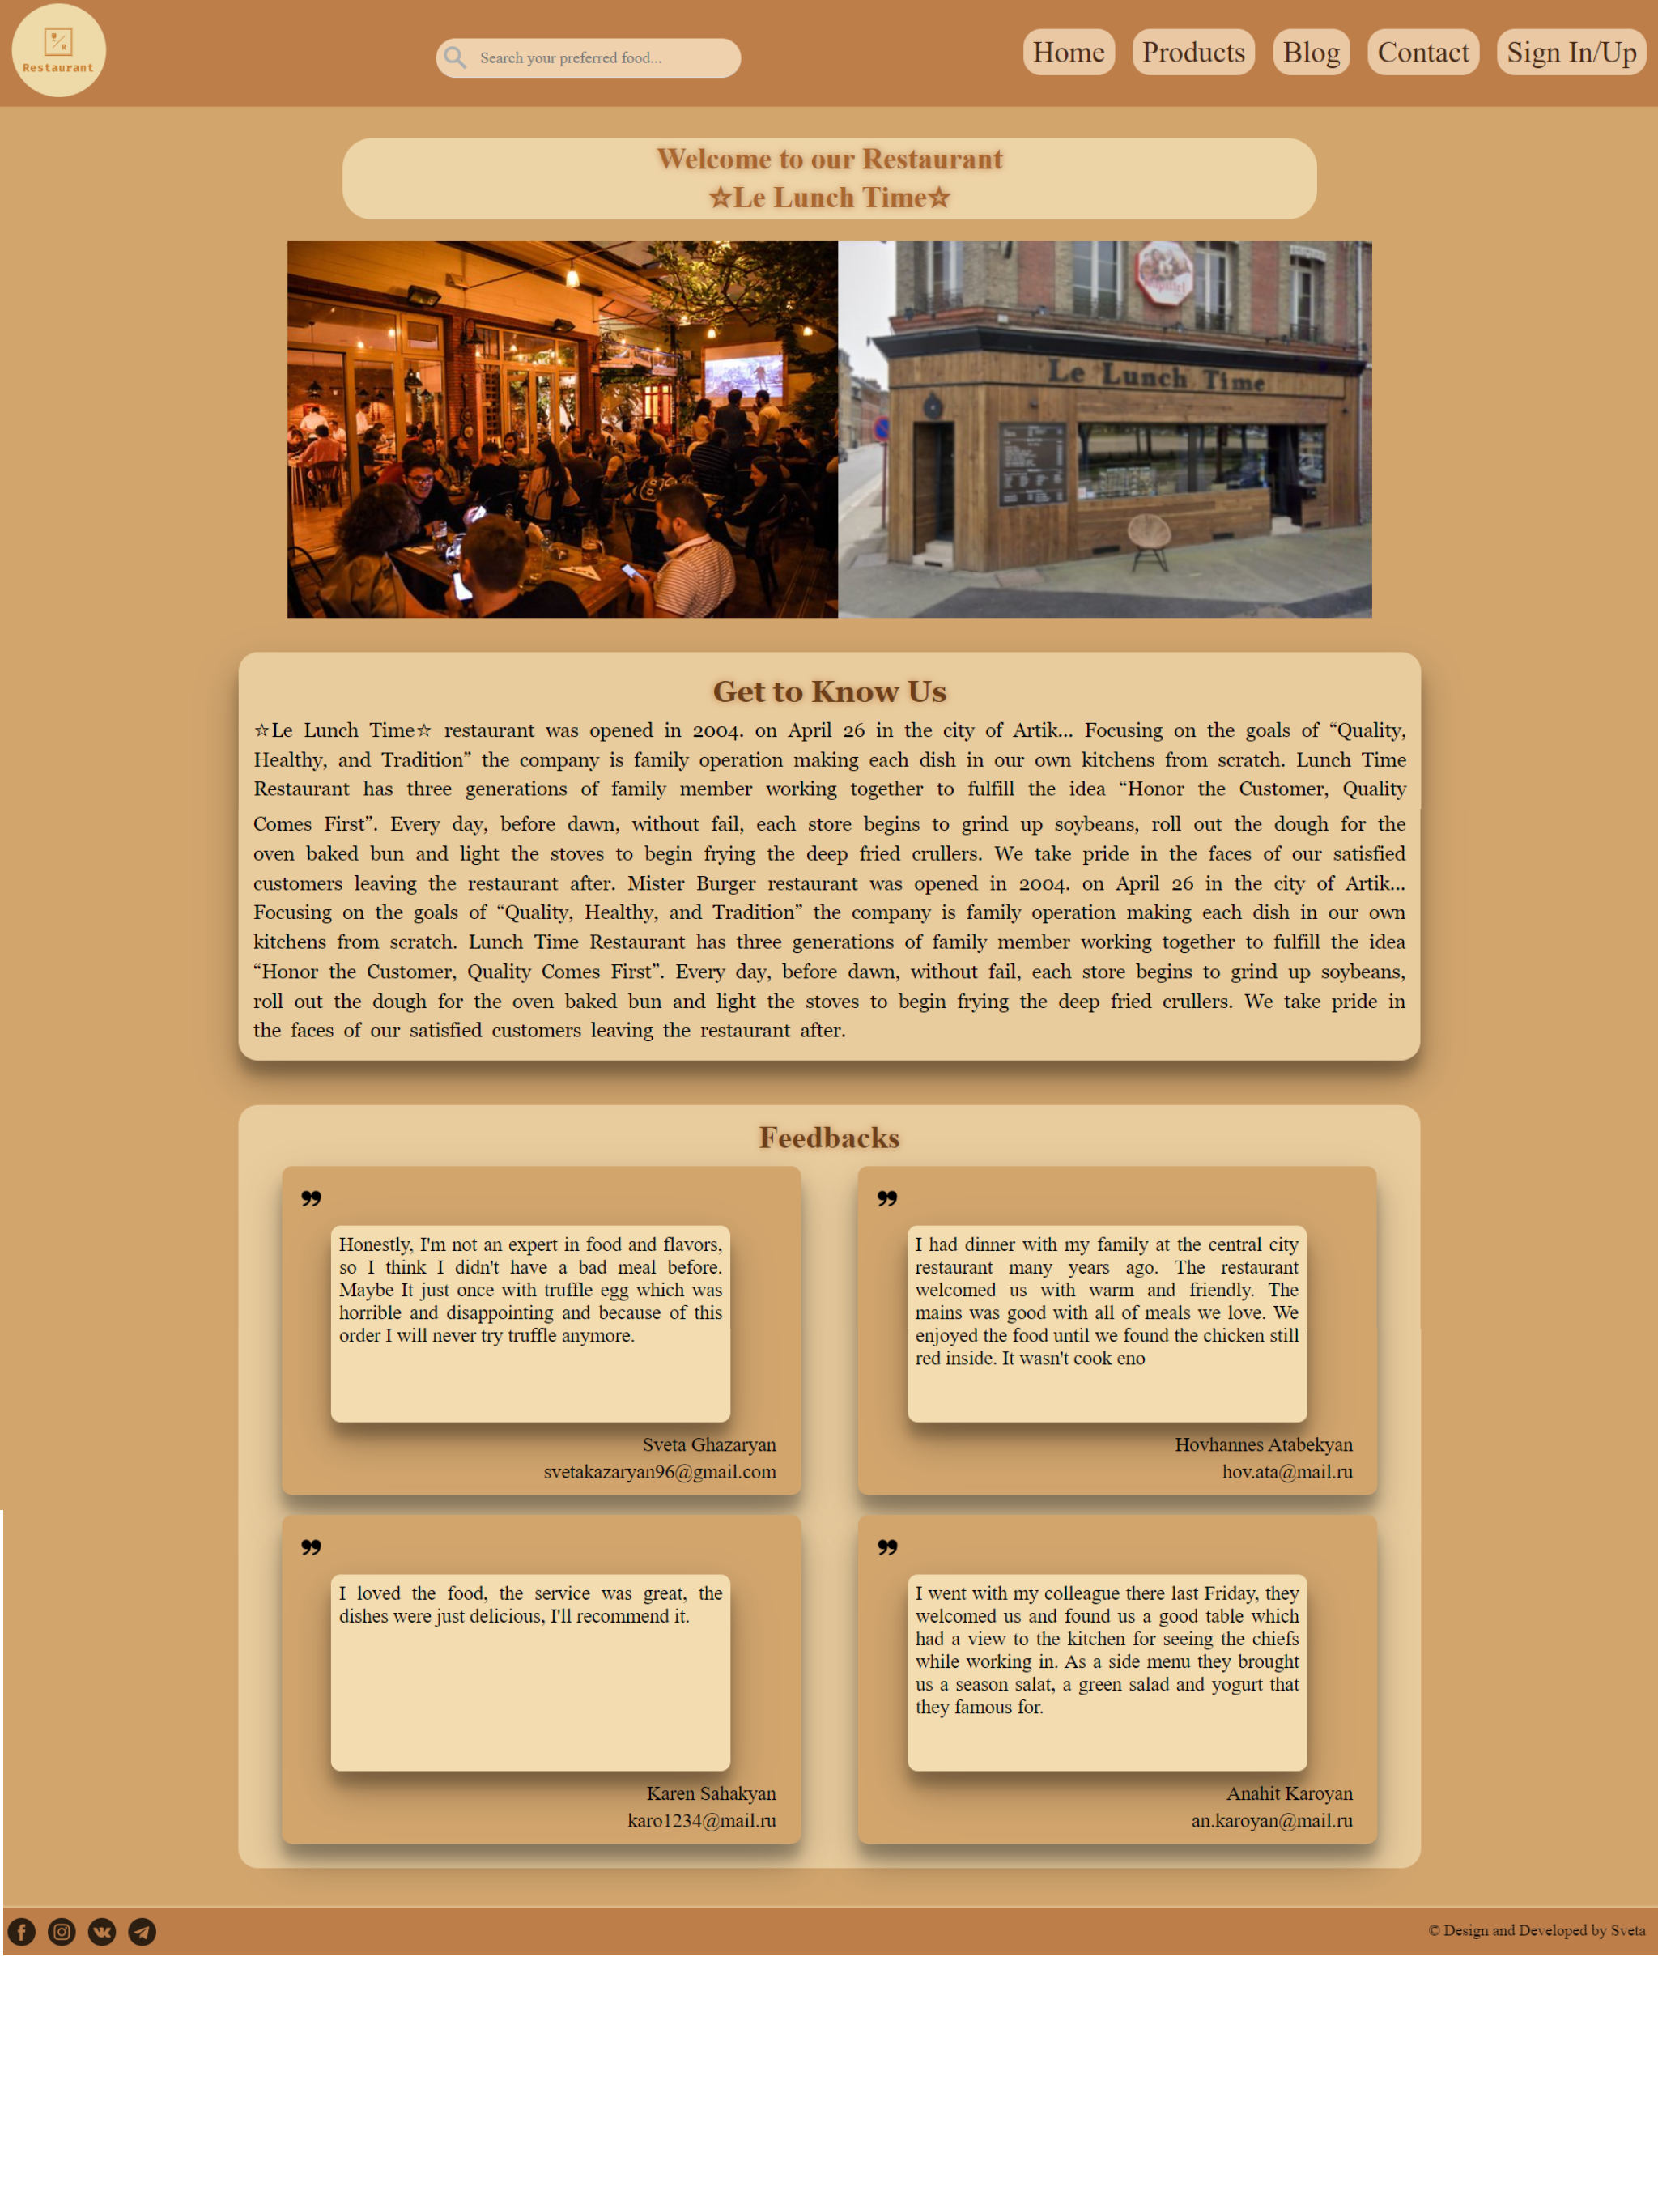 Restaurant
Search your preferred food...
Home
Products
Blog
Contact
Sign In/Up
Welcome to our Restaurant
☆Le Lunch Time☆
Le Lunch Time
Get to Know Us
☆Le Lunch Time☆ restaurant was opened in 2004. on April 26 in the city of Artik... Focusing on the goals of “Quality,
Healthy, and Tradition” the company is family operation making each dish in our own kitchens from scratch. Lunch Time
Restaurant has three generations of family member working together to fulfill the idea “Honor the Customer, Quality
Comes First”. Every day, before dawn, without fail, each store begins to grind up soybeans, roll out the dough for the
oven baked bun and light the stoves to begin frying the deep fried crullers. We take pride in the faces of our satisfied
customers leaving the restaurant after. Mister Burger restaurant was opened in 2004. on April 26 in the city of Artik...
Focusing on the goals of “Quality, Healthy, and Tradition” the company is family operation making each dish in our own
kitchens from scratch. Lunch Time Restaurant has three generations of family member working together to fulfill the idea
“Honor the Customer, Quality Comes First”. Every day, before dawn, without fail, each store begins to grind up soybeans,
roll out the dough for the oven baked bun and light the stoves to begin frying the deep fried crullers. We take pride in
the faces of our satisfied customers leaving the restaurant after.
Feedbacks
Honestly, I'm not an expert in food and flavors,
so I think I didn't have a bad meal before.
Maybe It just once with truffle egg which was
horrible and disappointing and because of this
order I will never try truffle anymore.
Sveta Ghazaryan
svetakazaryan96@gmail.com
I had dinner with my family at the central city
restaurant many years ago. The restaurant
welcomed us with warm and friendly. The
mains was good with all of meals we love. We
enjoyed the food until we found the chicken still
red inside. It wasn't cook eno
Hovhannes Atabekyan
hov.ata@mail.ru
I loved the food, the service was great, the
dishes were just delicious, I'll recommend it.
Karen Sahakyan
karo1234@mail.ru
I went with my colleague there last Friday, they
welcomed us and found us a good table which
had a view to the kitchen for seeing the chiefs
while working in. As a side menu they brought
us a season salat, a green salad and yogurt that
they famous for.
Anahit Karoyan
an.karoyan@mail.ru
© Design and Developed by Sveta